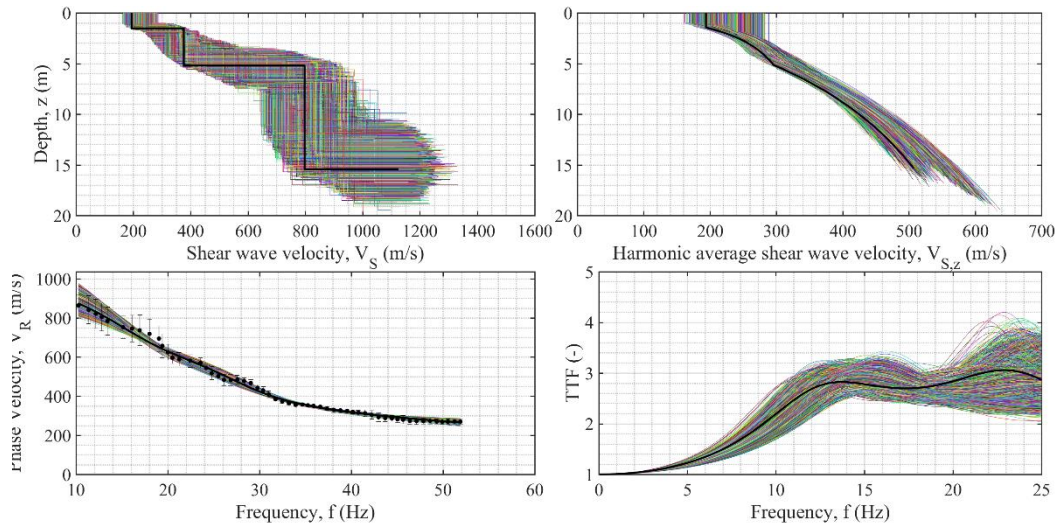 0
5
10
15
20
Depth, z (m)
0 200 400 600 800 1000 1200 1400 1600
Shear wave velocity, V_S (m/s)
0
5
10
15
20
0 100 200 300 400 500 600 700
Harmonic average shear wave velocity, V_S,z (m/s)
1000
800
600
400
200
0
Phase velocity, v_R (m/s)
10 20 30 40 50 60
Frequency, f (Hz)
5
4
3
2
1
TTF (-)
0 5 10 15 20 25
Frequency, f (Hz)